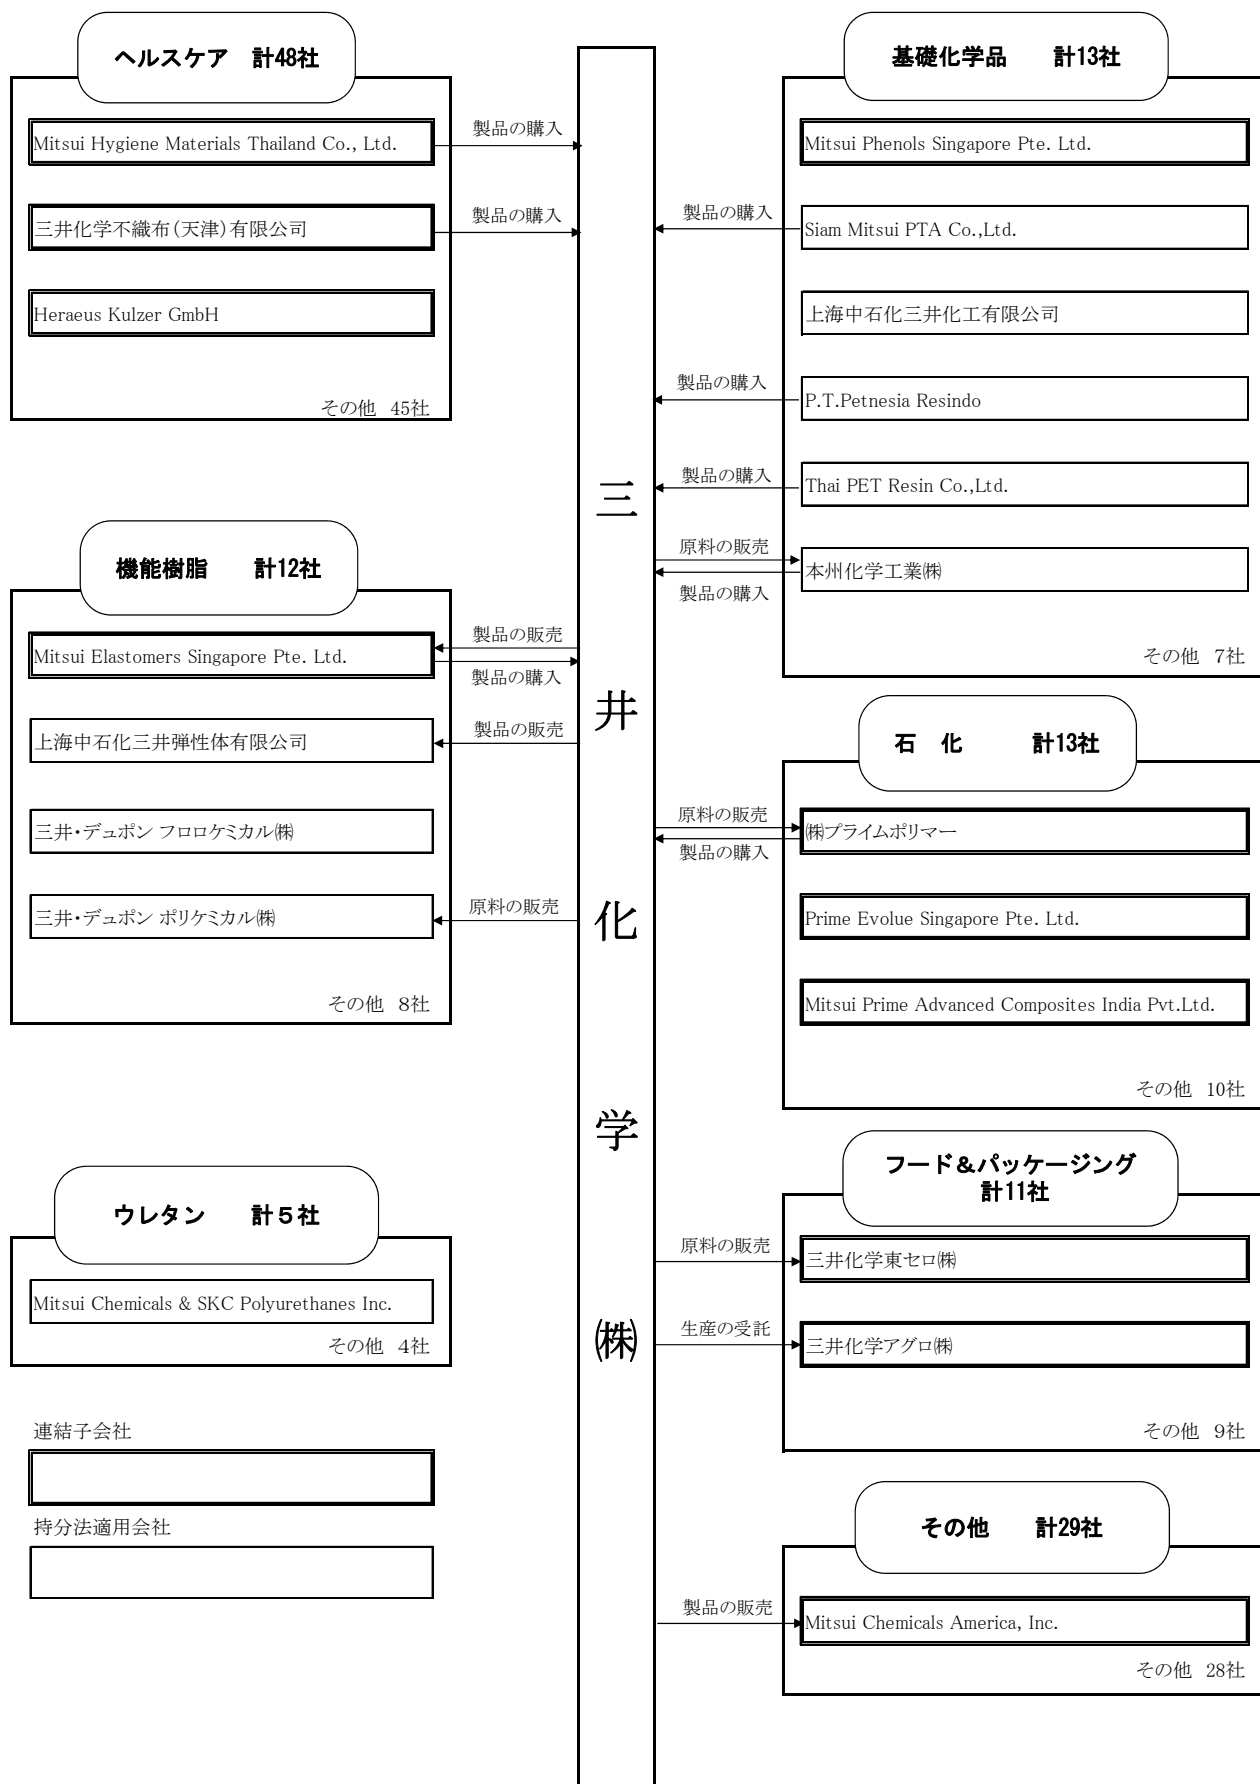 ヘルスケア 計48社
Mitsui Hygiene Materials Thailand Co., Ltd.
製品の購入
三井化学不織布(天津)有限公司
製品の購入
Heraeus Kulzer GmbH
その他 45社
機能樹脂 計12社
Mitsui Elastomers Singapore Pte. Ltd.
製品の販売
製品の購入
上海中石化三井弾性体有限公司
製品の販売
三井・デュポン フロロケミカル㈱
三井・デュポン ポリケミカル㈱
原料の販売
その他 8社
ウレタン 計5社
Mitsui Chemicals & SKC Polyurethanes Inc.
その他 4社
連結子会社
持分法適用会社
三
井
化
学
㈱
基礎化学品 計13社
Mitsui Phenols Singapore Pte. Ltd.
製品の購入
Siam Mitsui PTA Co.,Ltd.
上海中石化三井化工有限公司
製品の購入
P.T.Petnesia Resindo
製品の購入
Thai PET Resin Co.,Ltd.
原料の販売
本州化学工業㈱
製品の購入
その他 7社
石 化 計13社
原料の販売
㈱プライムポリマー
製品の購入
Prime Evolue Singapore Pte. Ltd.
Mitsui Prime Advanced Composites India Pvt.Ltd.
その他 10社
フード&パッケージング
計11社
原料の販売
三井化学東セロ㈱
生産の受託
三井化学アグロ㈱
その他 9社
その他 計29社
製品の販売
Mitsui Chemicals America, Inc.
その他 28社